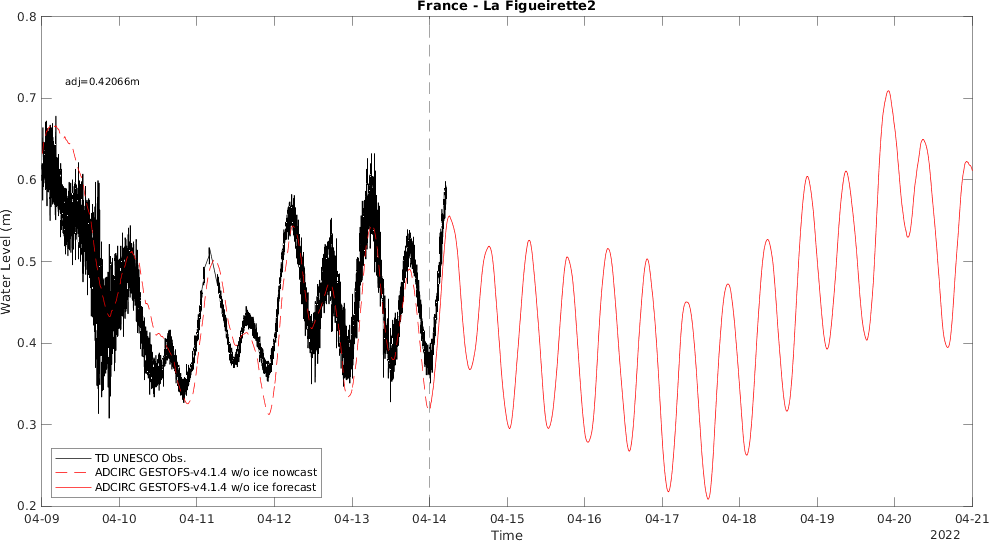 France - La Figueirette2
adj=0.42066m
Water Level (m)
0.8
0.7
0.6
0.5
0.4
0.3
0.2
TD UNESCO Obs.
ADCIRC GESTOFS-v4.1.4 w/o ice nowcast
ADCIRC GESTOFS-v4.1.4 w/o ice forecast
04-09 04-10 04-11 04-12 04-13 04-14 04-15 04-16 04-17 04-18 04-19 04-20 04-21
Time
2022